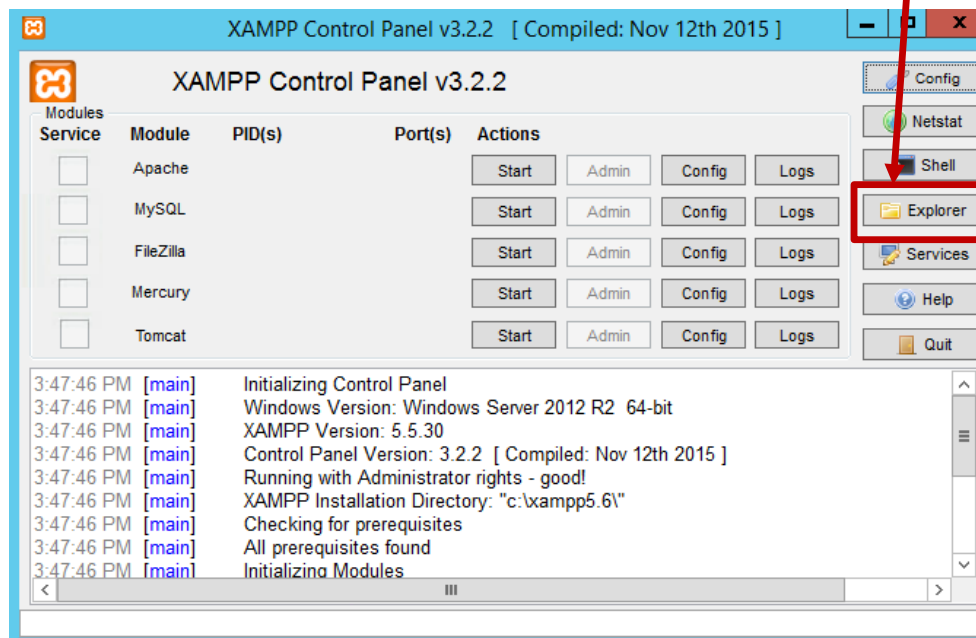 XAMPP Control Panel v3.2.2 [ Compiled: Nov 12th 2015 ]
XAMPP Control Panel v3.2.2
Config
Modules
Service Module PID(s) Port(s) Actions
Netstat
Apache Start Admin Config Logs
Shell
MySQL Start Admin Config Logs
Explorer
FileZilla Start Admin Config Logs
Services
Mercury Start Admin Config Logs
Help
Tomcat Start Admin Config Logs
Quit
3:47:46 PM [main] Initializing Control Panel
3:47:46 PM [main] Windows Version: Windows Server 2012 R2 64-bit
3:47:46 PM [main] XAMPP Version: 5.5.30
3:47:46 PM [main] Control Panel Version: 3.2.2 [ Compiled: Nov 12th 2015 ]
3:47:46 PM [main] Running with Administrator rights - good!
3:47:46 PM [main] XAMPP Installation Directory: "c:\xampp5.6\"
3:47:46 PM [main] Checking for prerequisites
3:47:46 PM [main] All prerequisites found
3:47:46 PM [main] Initializing Modules